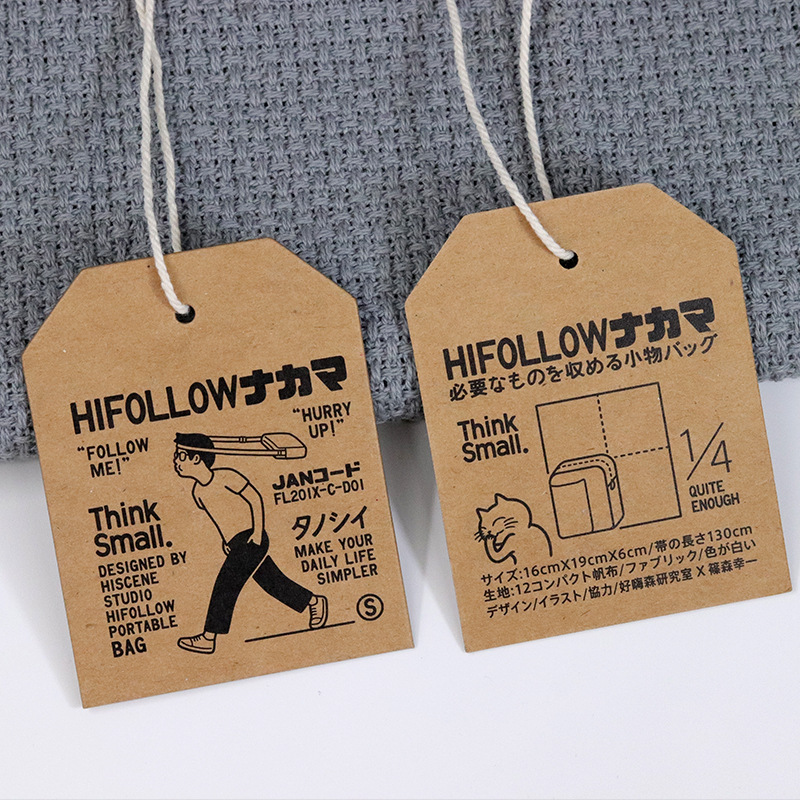 HIFOLLOWナカマ
"FOLLOW
ME!"
"HURRY
UP!"
JANコード
FL201X-C-D01
Think
Small.
タノシイ
MAKE YOUR
DAILY LIFE
SIMPLER
DESIGNED BY
HISCENE
STUDIO
HIFOLLOW
PORTABLE
BAG
S
HIFOLLOWナカマ
必要なものを収める小物バッグ
Think
Small.
1/4
QUITE
ENOUGH
サイズ:16cmX19cmX6cm/帯の長さ130cm
生地:12コンパクト帆布/ファブリック/色が白い
デザイン/イラスト/協力/好嗨森研究室 X 篠森幸一